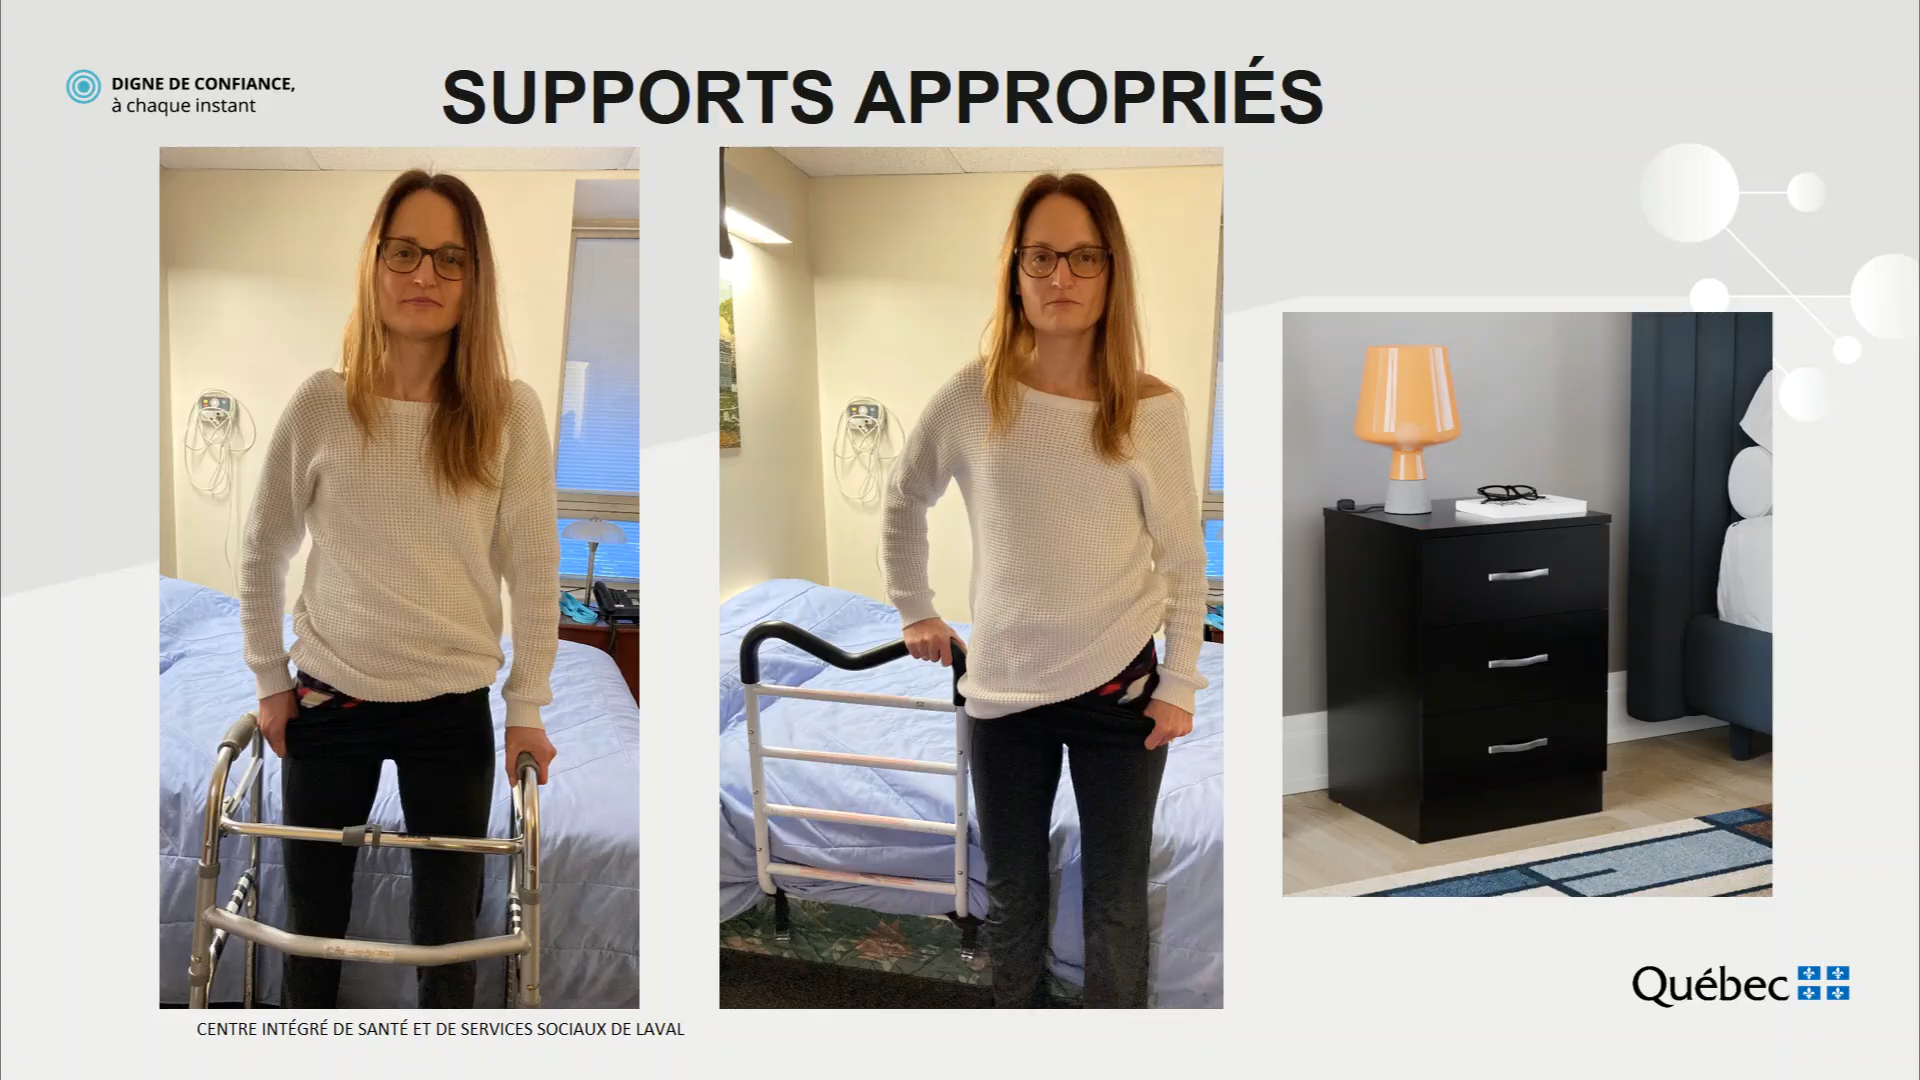 DIGNE DE CONFIANCE,
à chaque instant
SUPPORTS APPROPRIÉS
Québec
CENTRE INTÉGRÉ DE SANTÉ ET DE SERVICES SOCIAUX DE LAVAL